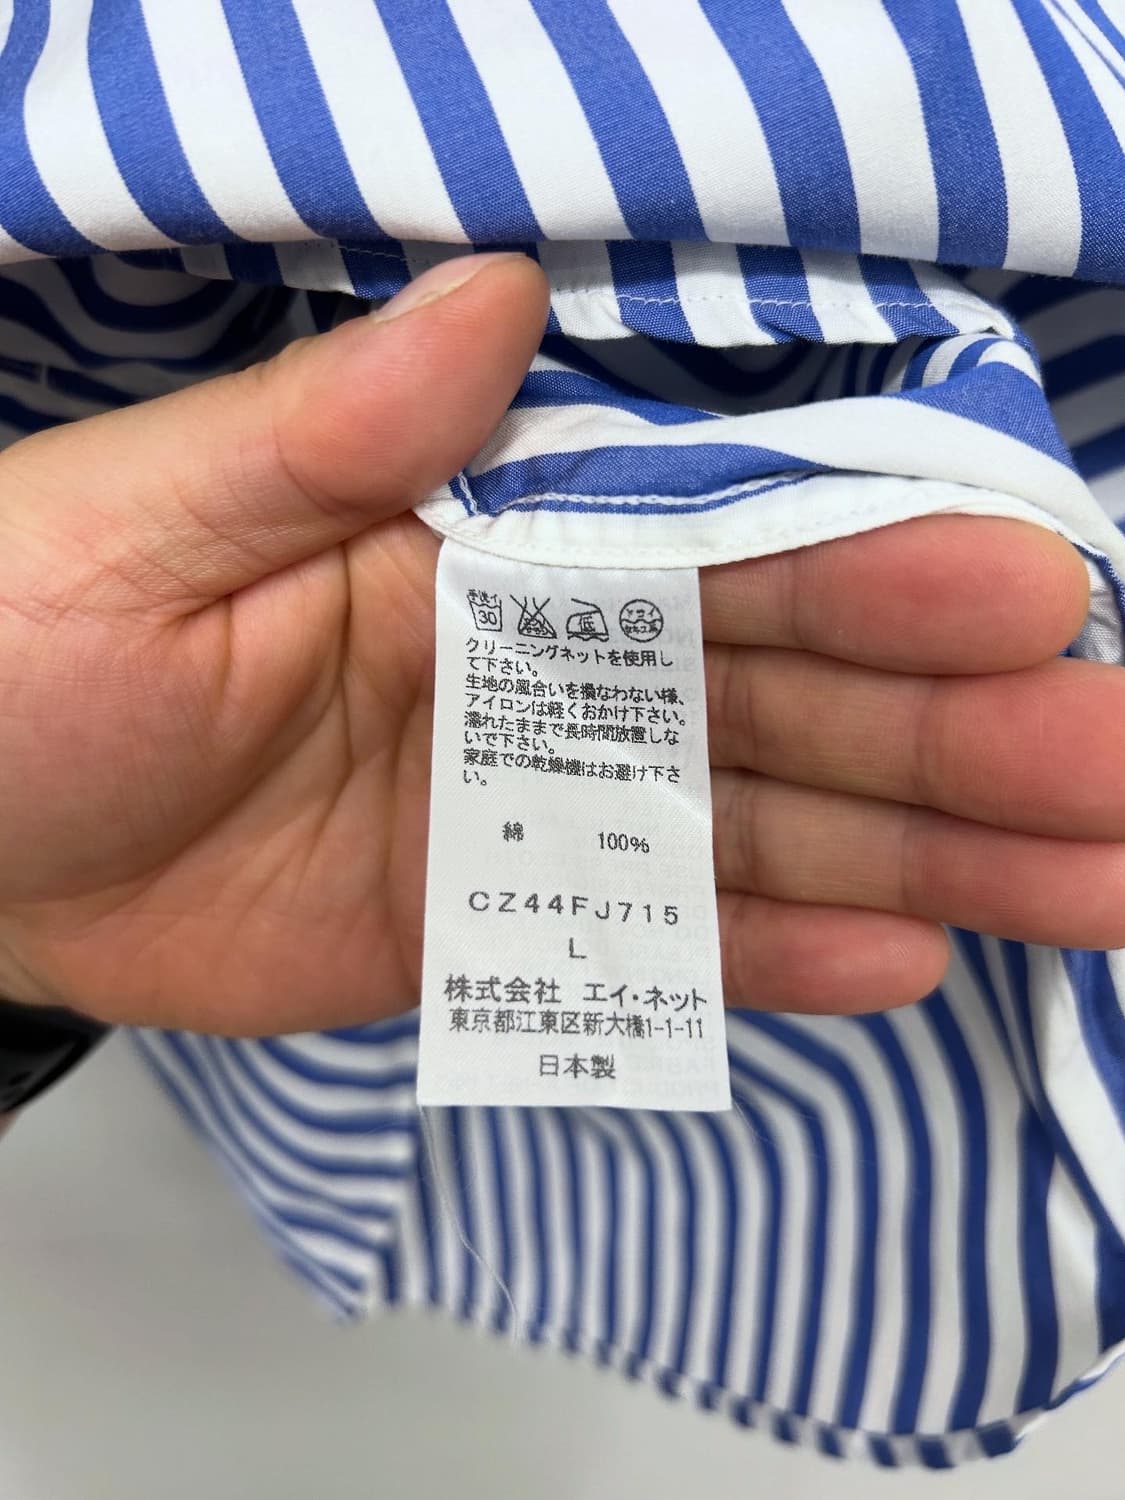 手洗イ
30
低
クリーニングネットを使用し
て下さい。
生地の風合いを損なわない様、
アイロンは軽くおかけ下さい。
濡れたままで長時間放置しな
いで下さい。
家庭での乾燥機はお避け下さ
い。
綿 100%
CZ44FJ715
L
株式会社 エイ・ネット
東京都江東区新大橋1-1-11
日本製